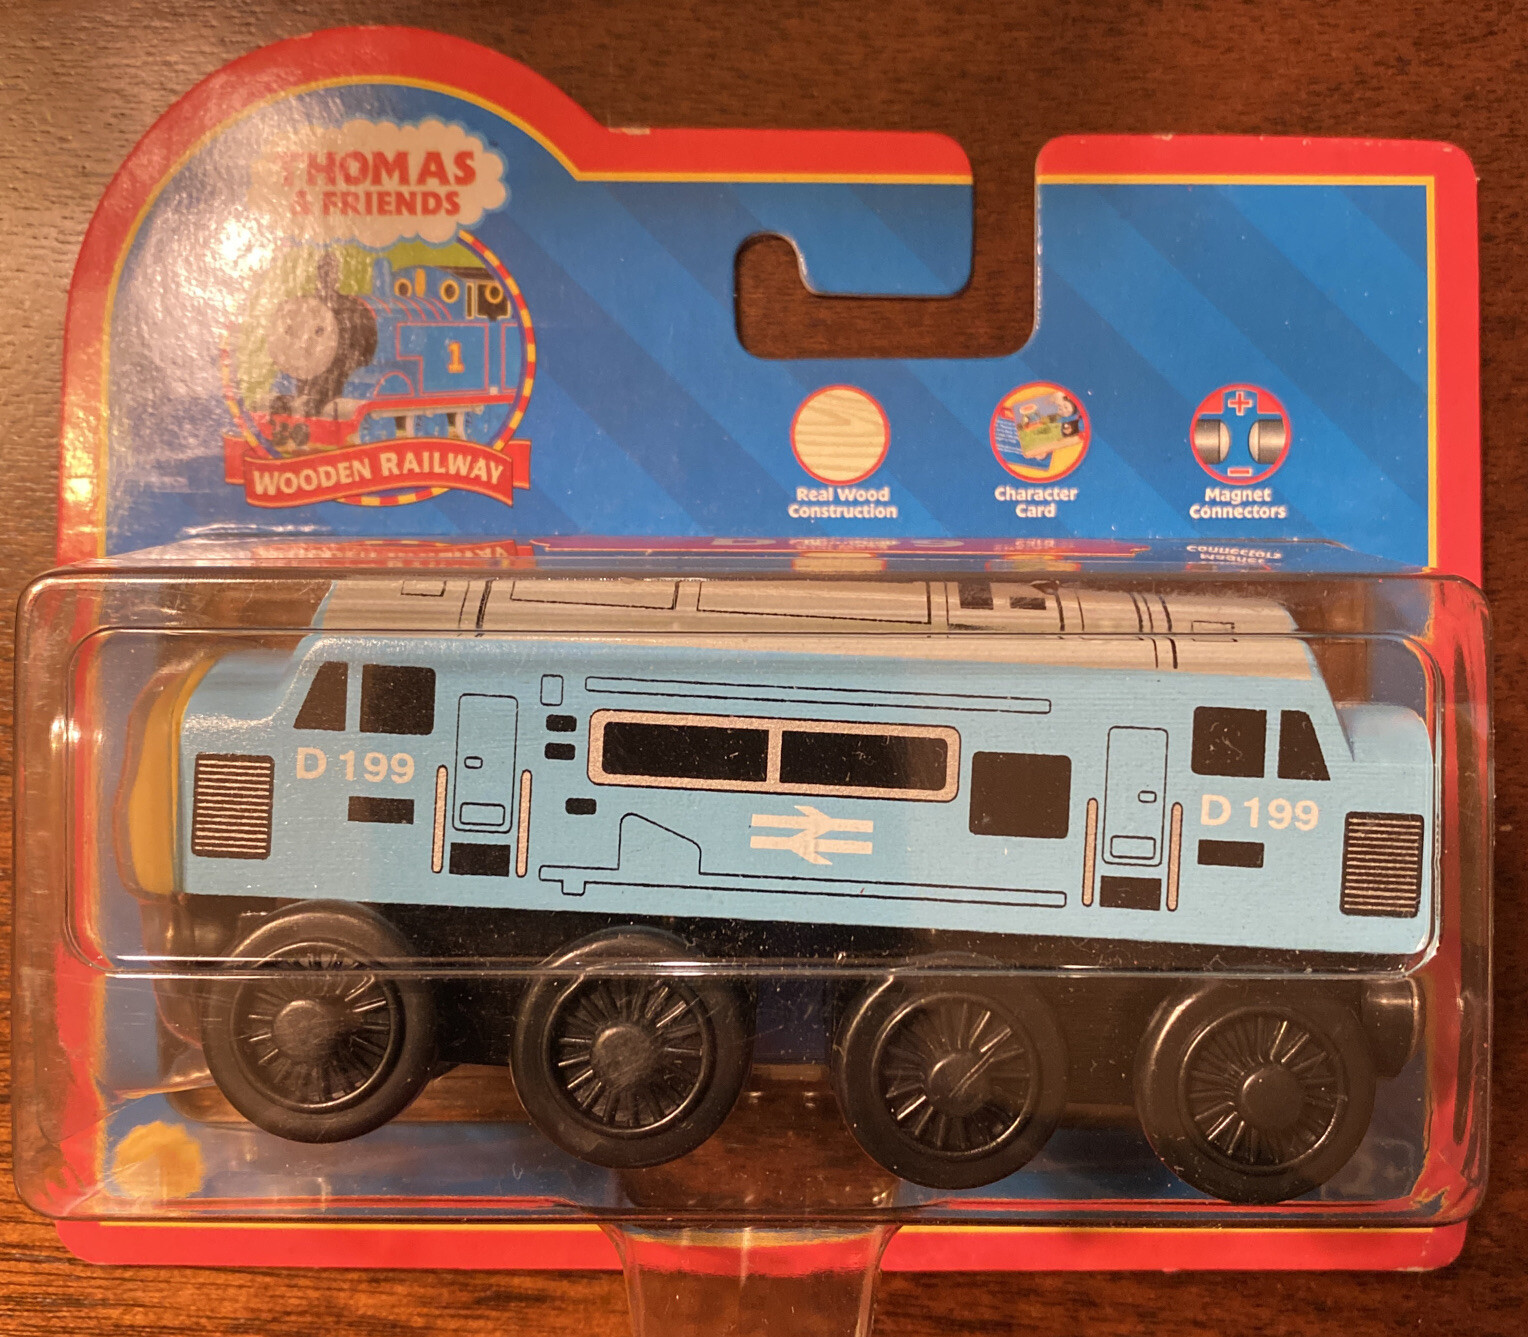 THOMAS
& FRIENDS
1
WOODEN RAILWAY
Real Wood
Construction
Character
Card
Magnet
Connectors
D 199
D 199